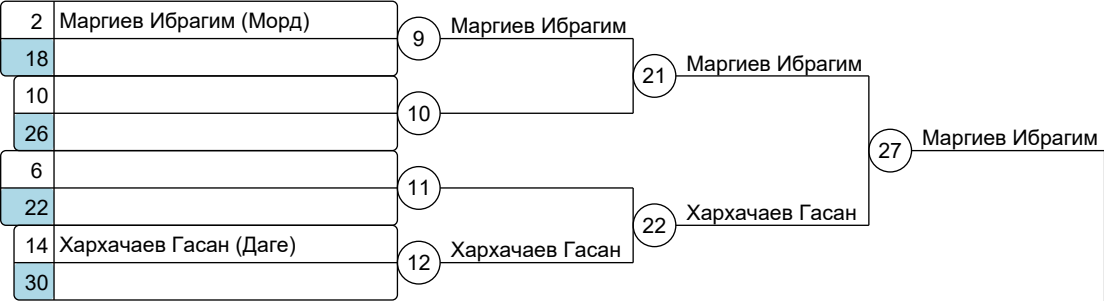 2 Маргиев Ибрагим (Морд)
18
9 Маргиев Ибрагим
10
26
10
21 Маргиев Ибрагим
6
22
11
14 Хархачаев Гасан (Даге)
30
12 Хархачаев Гасан
22 Хархачаев Гасан
27 Маргиев Ибрагим